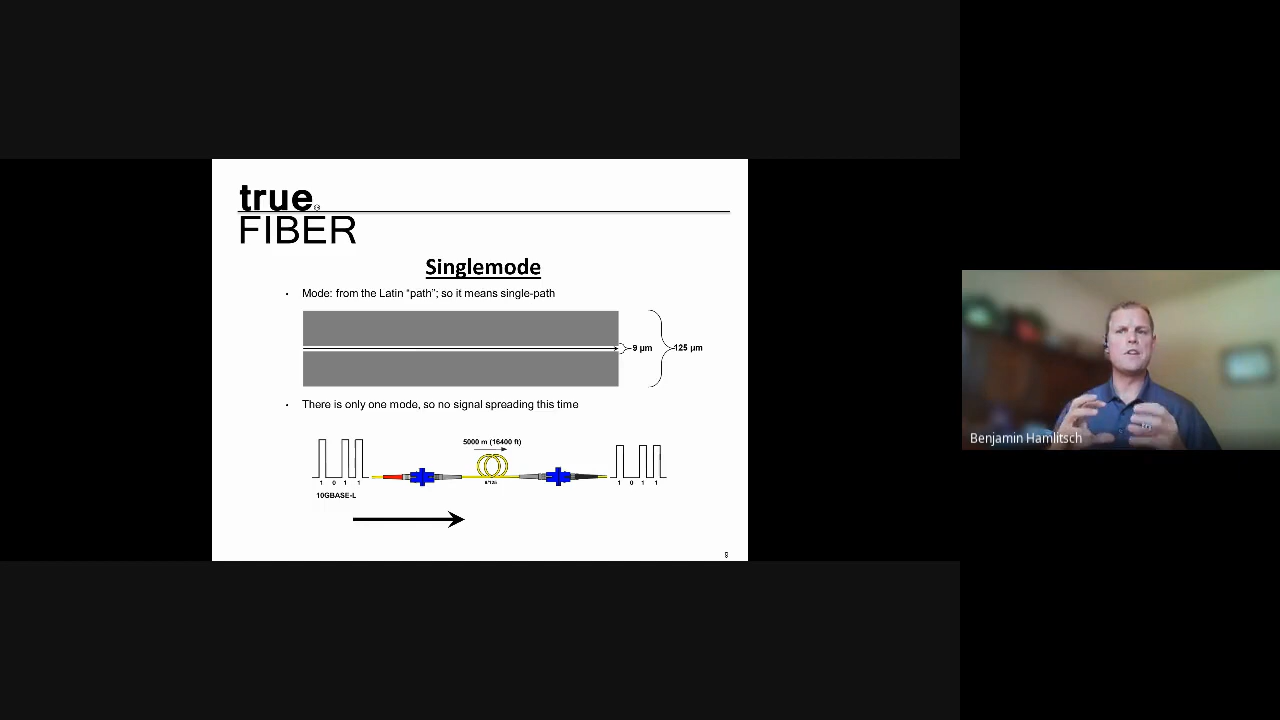 true®
FIBER
Singlemode
• Mode: from the Latin "path"; so it means single-path
9 µm
125 µm
• There is only one mode, so no signal spreading this time
5000 m (16400 ft)
1 0 1 1
9/125
1 0 1 1
10GBASE-L
Benjamin Hamlitsch